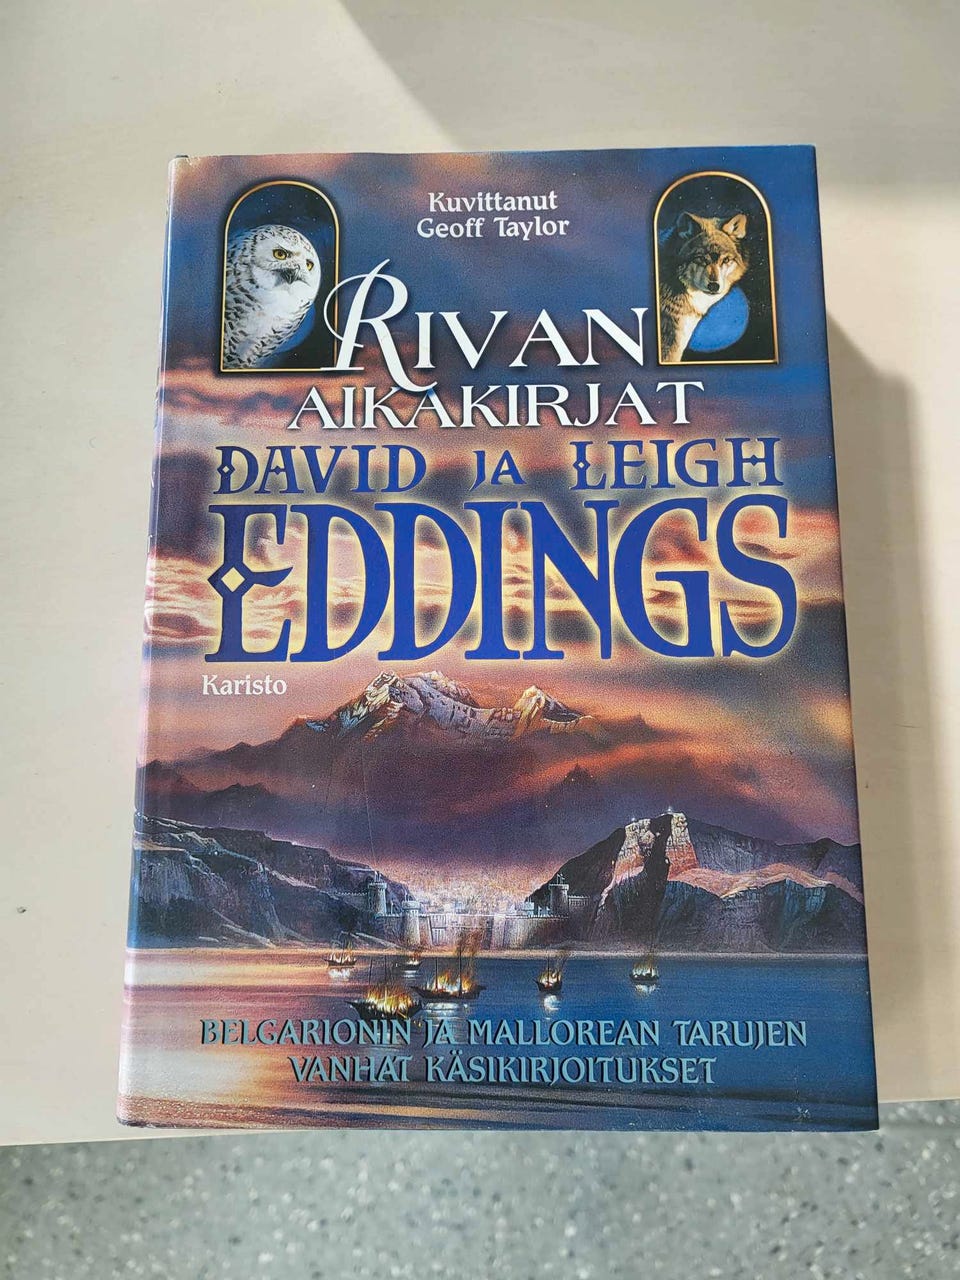 Kuvittanut
Geoff Taylor
RIVAN
AIKAKIRJAT
DAVID JA LEIGH
EDDINGS
Karisto
BELGARIONIN JA MALLOREAN TARUJEN
VANHAT KÄSIKIRJOITUKSET